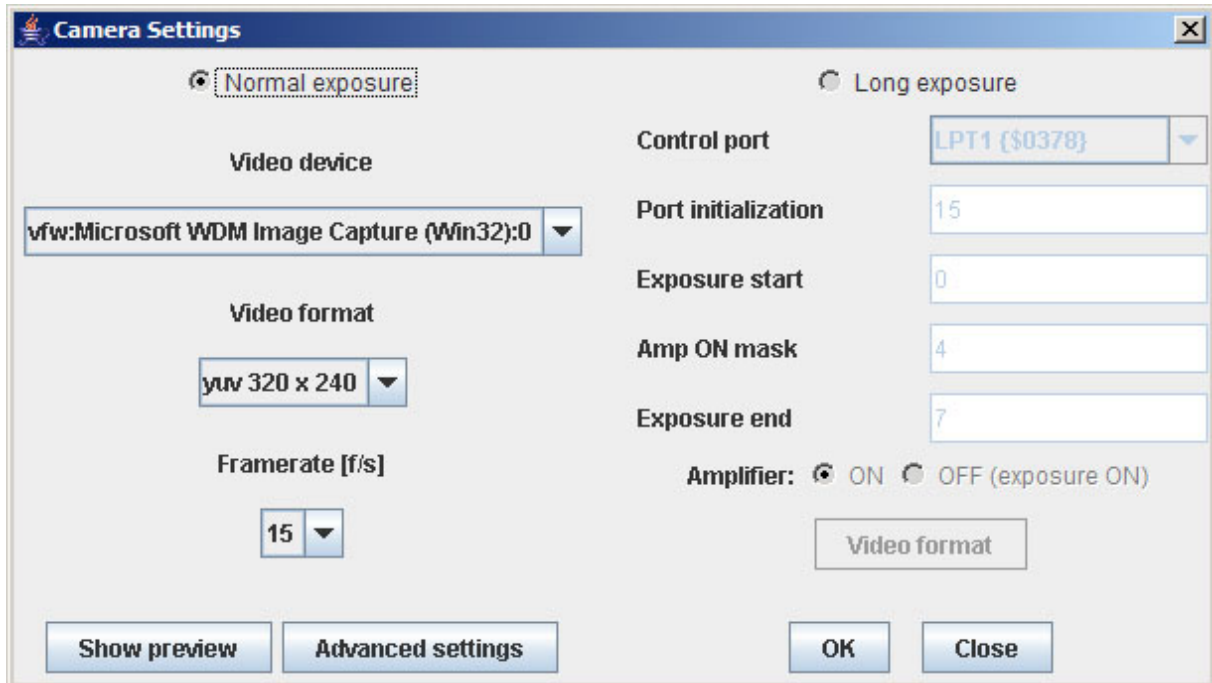 Camera Settings
Normal exposure
Video device
vfw:Microsoft WDM Image Capture (Win32):0
Video format
yuv 320 x 240
Framerate [f/s]
15
Long exposure
Control port LPT1 {$0378}
Port initialization 15
Exposure start 0
Amp ON mask 4
Exposure end 7
Amplifier: ON OFF (exposure ON)
Video format
Show preview Advanced settings OK Close